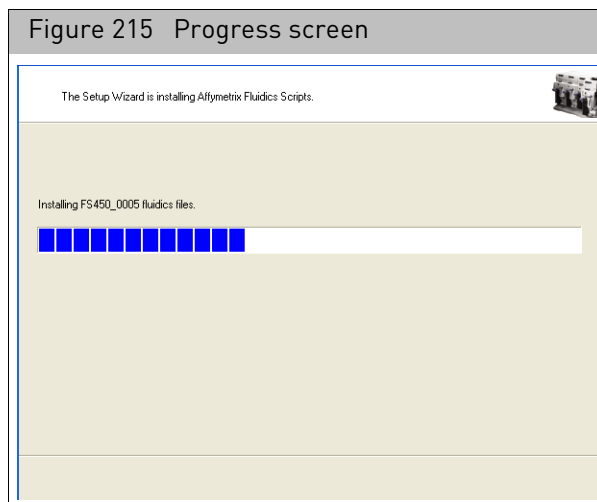 Figure 215 Progress screen
The Setup Wizard is installing Affymetrix Fluidics Scripts.
Installing FS450_0005 fluidics files.